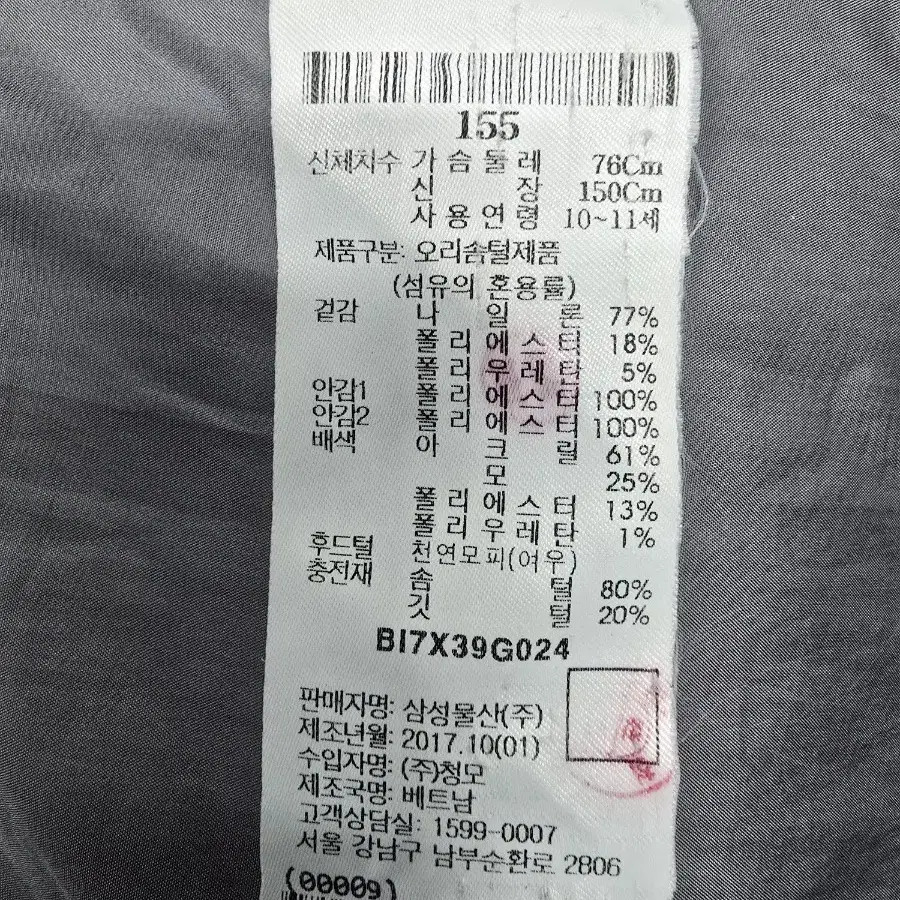 155
신체치수 가슴둘레 76Cm
신장 150Cm
사용연령 10~11세
제품구분: 오리솜털제품
(섬유의 혼용률)
겉감 나일론 77%
폴리에스터 18%
폴리우레탄 5%
안감1 폴리에스터 100%
안감2 폴리에스터 100%
배색 아크릴 61%
모 25%
폴리에스터 13%
폴리우레탄 1%
후드털 천연모피(여우)
충전재 솜털 80%
깃털 20%
BI7X39G024
판매자명: 삼성물산(주)
제조년월: 2017.10(01)
수입자명: (주)청모
제조국명: 베트남
고객상담실: 1599-0007
서울 강남구 남부순환로 2806
(00009)